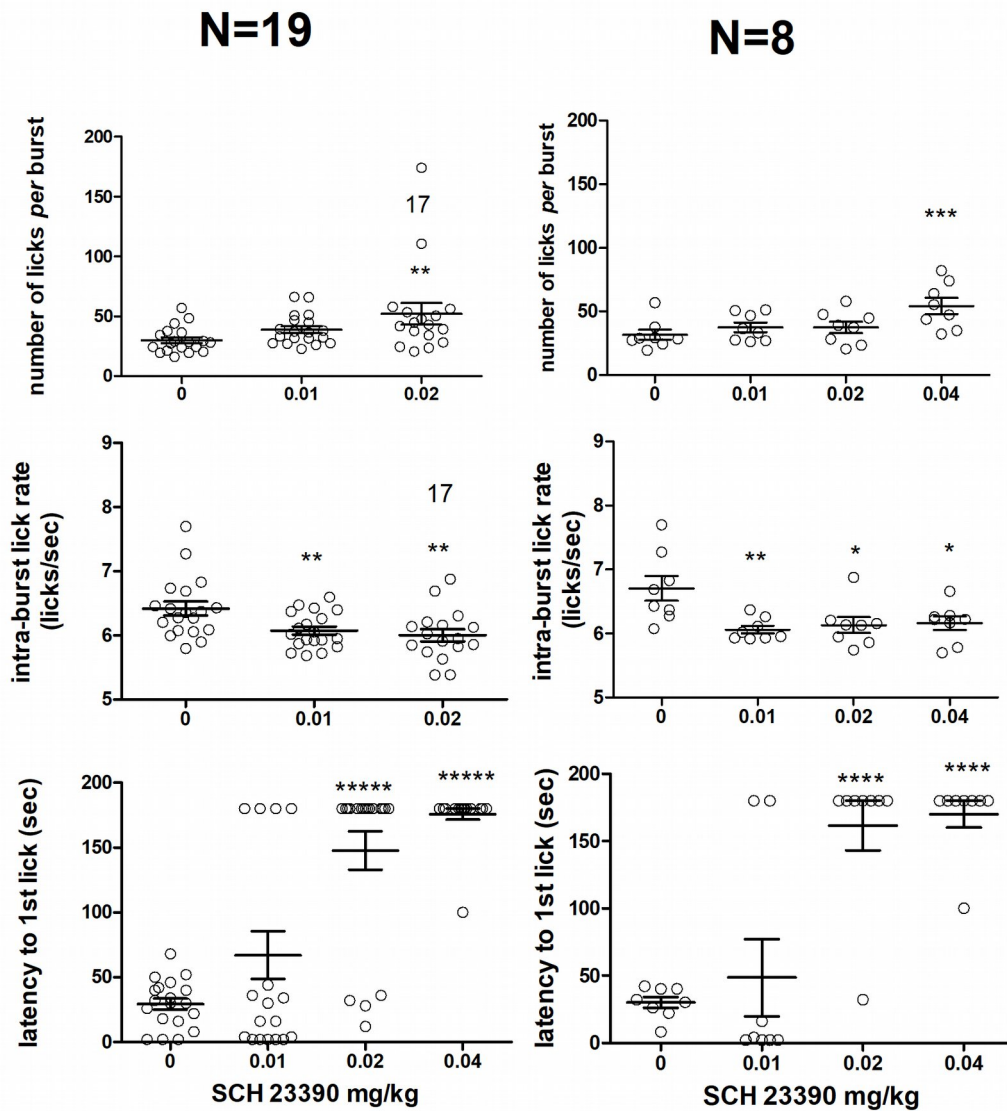 N=19
number of licks per burst
200
150
100
50
0
17
**
0 0.01 0.02
intra-burst lick rate
(licks/sec)
9
8
7
6
5
**
17
**
0 0.01 0.02
latency to 1st lick (sec)
200
150
100
50
0
*****
*****
0 0.01 0.02 0.04
SCH 23390 mg/kg
N=8
number of licks per burst
200
150
100
50
0
***
0 0.01 0.02 0.04
intra-burst lick rate
(licks/sec)
9
8
7
6
5
**
*
*
0 0.01 0.02 0.04
latency to 1st lick (sec)
200
150
100
50
0
****
****
0 0.01 0.02 0.04
SCH 23390 mg/kg